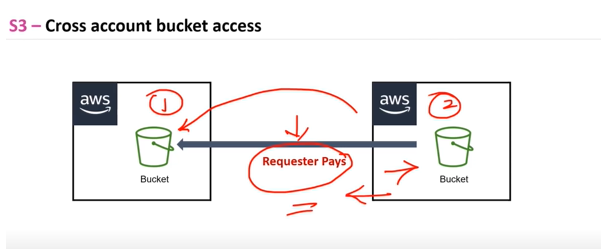 S3 – Cross account bucket access
aws
1
aws
2
Requester Pays
Bucket
Bucket